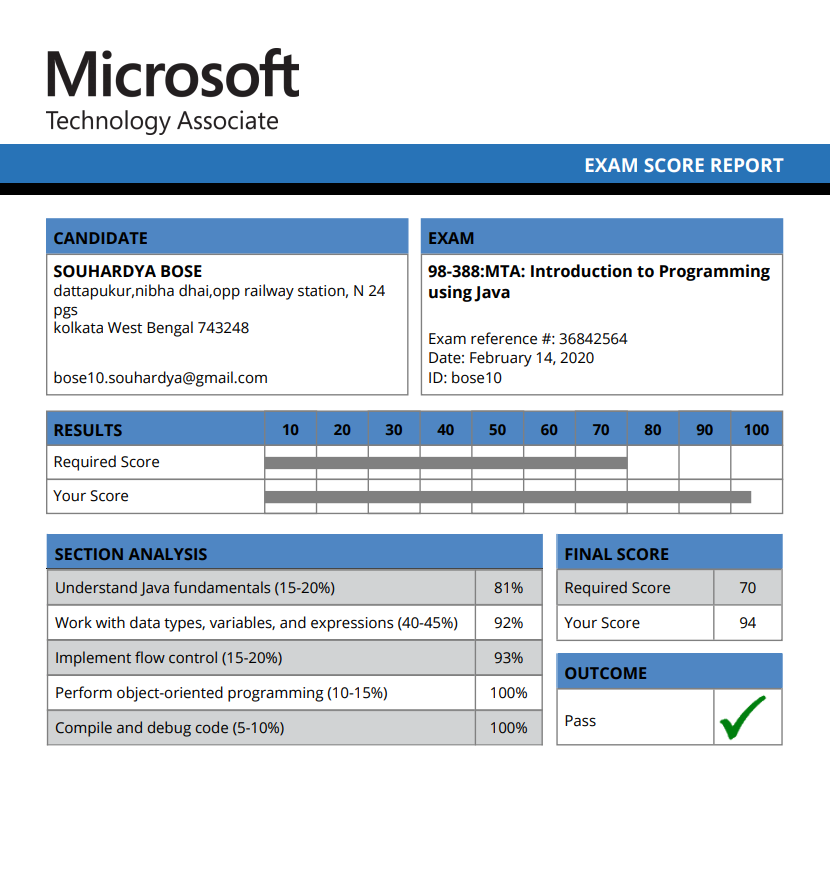 Microsoft
Technology Associate
EXAM SCORE REPORT
CANDIDATE
SOUHARDYA BOSE
dattapukur,nibha dhai,opp railway station, N 24
pgs
kolkata West Bengal 743248
bose10.souhardya@gmail.com
EXAM
98-388:MTA: Introduction to Programming
using Java
Exam reference #: 36842564
Date: February 14, 2020
ID: bose10
RESULTS 10 20 30 40 50 60 70 80 90 100
Required Score
Your Score
SECTION ANALYSIS
Understand Java fundamentals (15-20%) 81%
Work with data types, variables, and expressions (40-45%) 92%
Implement flow control (15-20%) 93%
Perform object-oriented programming (10-15%) 100%
Compile and debug code (5-10%) 100%
FINAL SCORE
Required Score 70
Your Score 94
OUTCOME
Pass